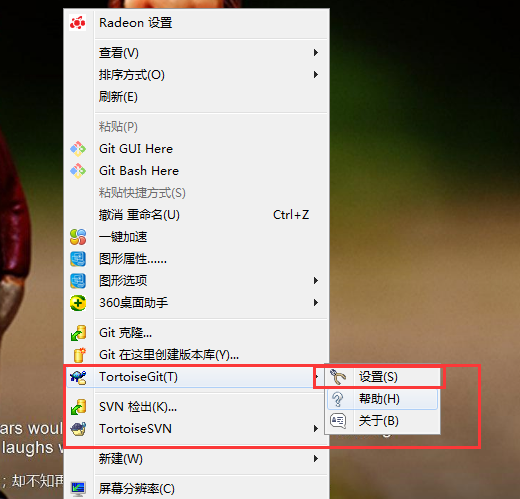 Radeon 设置
查看(V)
排序方式(O)
刷新(E)
粘贴(P)
Git GUI Here
Git Bash Here
粘贴快捷方式(S)
撤消 重命名(U) Ctrl+Z
一键加速
图形属性......
图形选项
360桌面助手
Git 克隆...
Git 在这里创建版本库(Y)...
TortoiseGit(T)
设置(S)
帮助(H)
关于(B)
SVN 检出(K)...
TortoiseSVN
ars wou
laughs
; 却不知
新建(W)
屏幕分辨率(C)